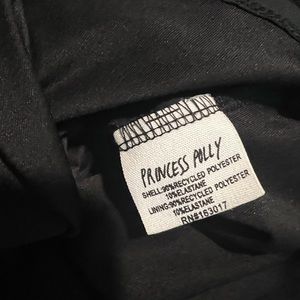 PRINCESS POLLY
SHELL:90%RECYCLED POLYESTER
10%ELASTANE
LINING:90%RECYCLED POLYESTER
10%ELASTANE
RN#163017